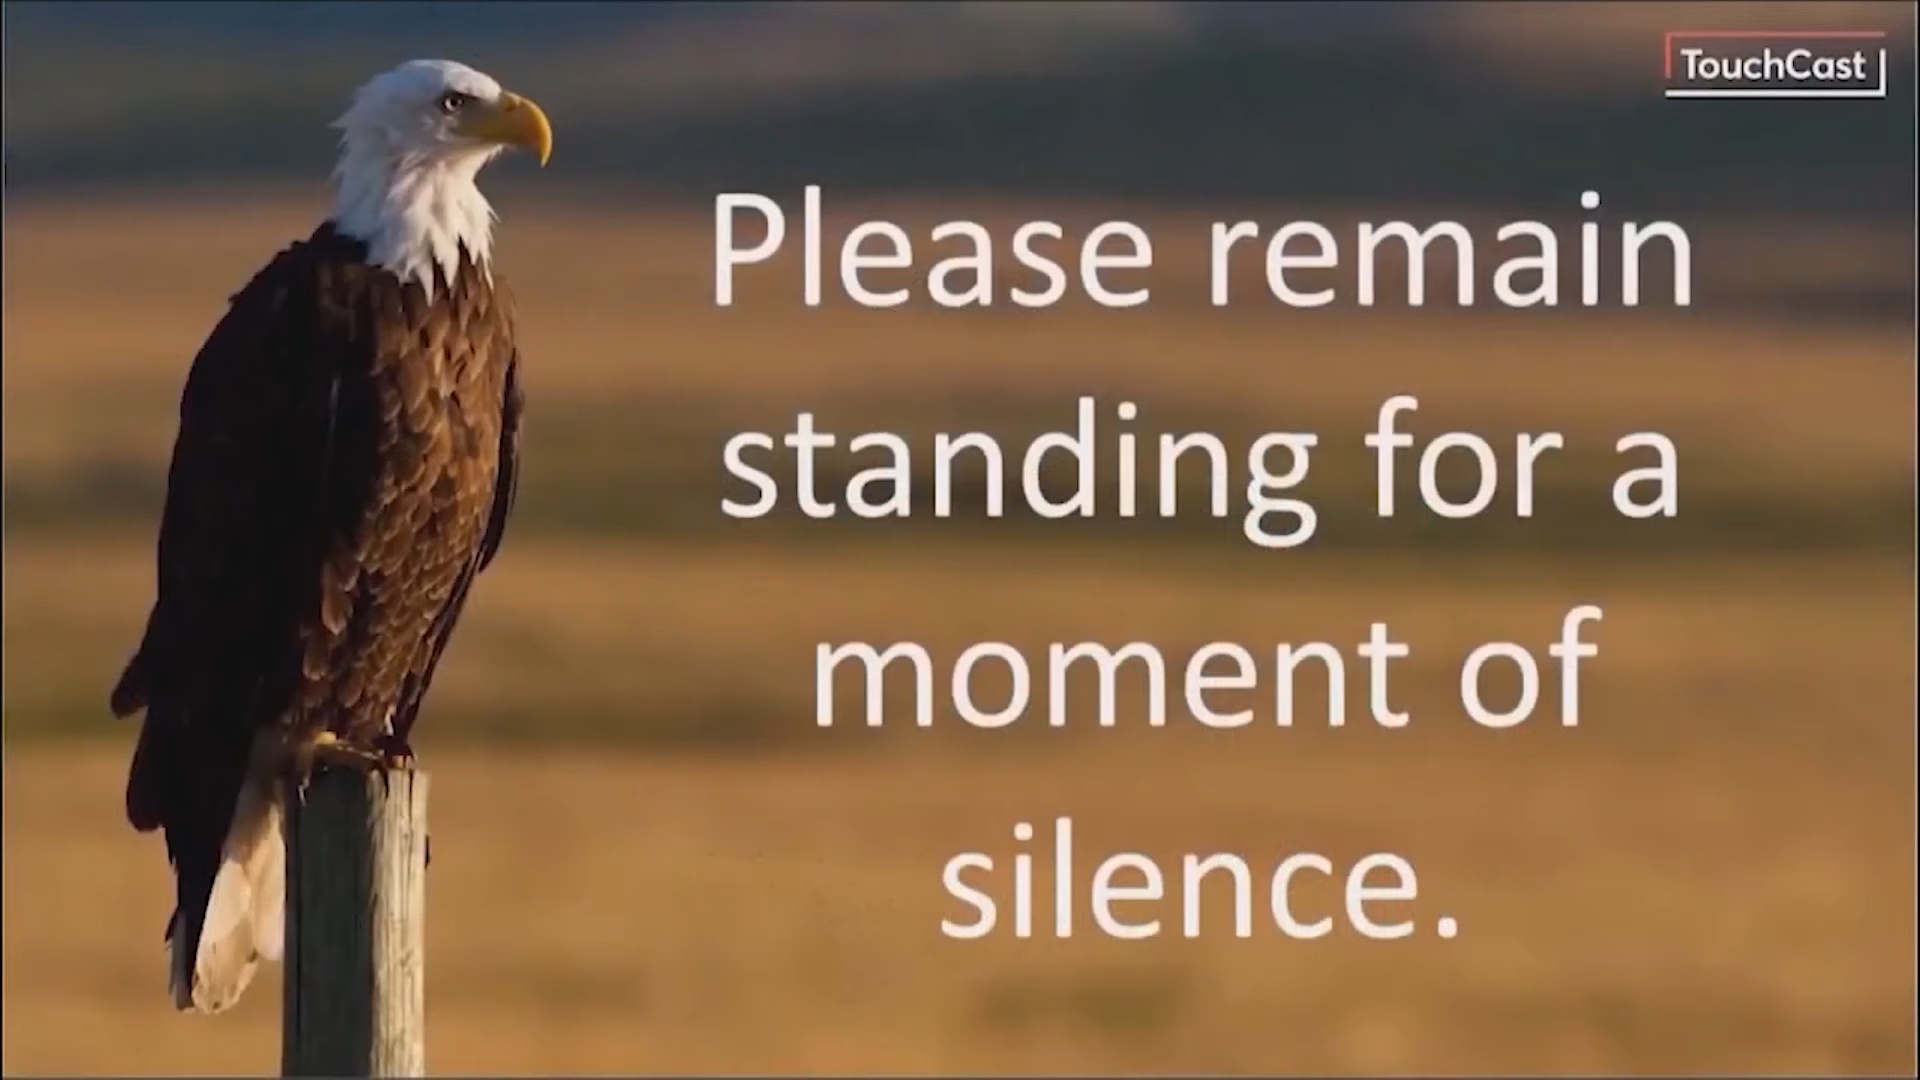 TouchCast
Please remain
standing for a
moment of
silence.